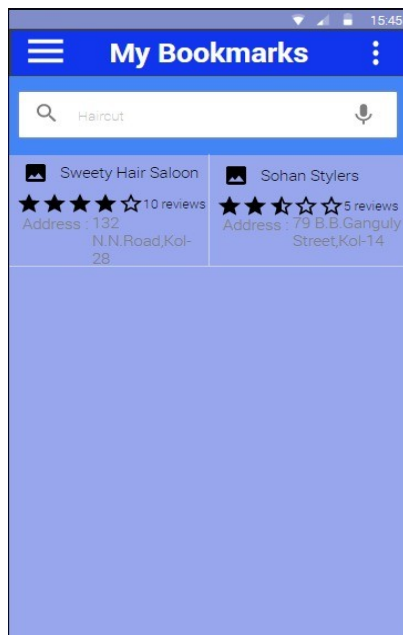 15:45
My Bookmarks
Haircut
Sweety Hair Saloon
10 reviews
Address : 132
N.N.Road,Kol-
28
Sohan Stylers
5 reviews
Address : 79 B.B.Ganguly
Street,Kol-14